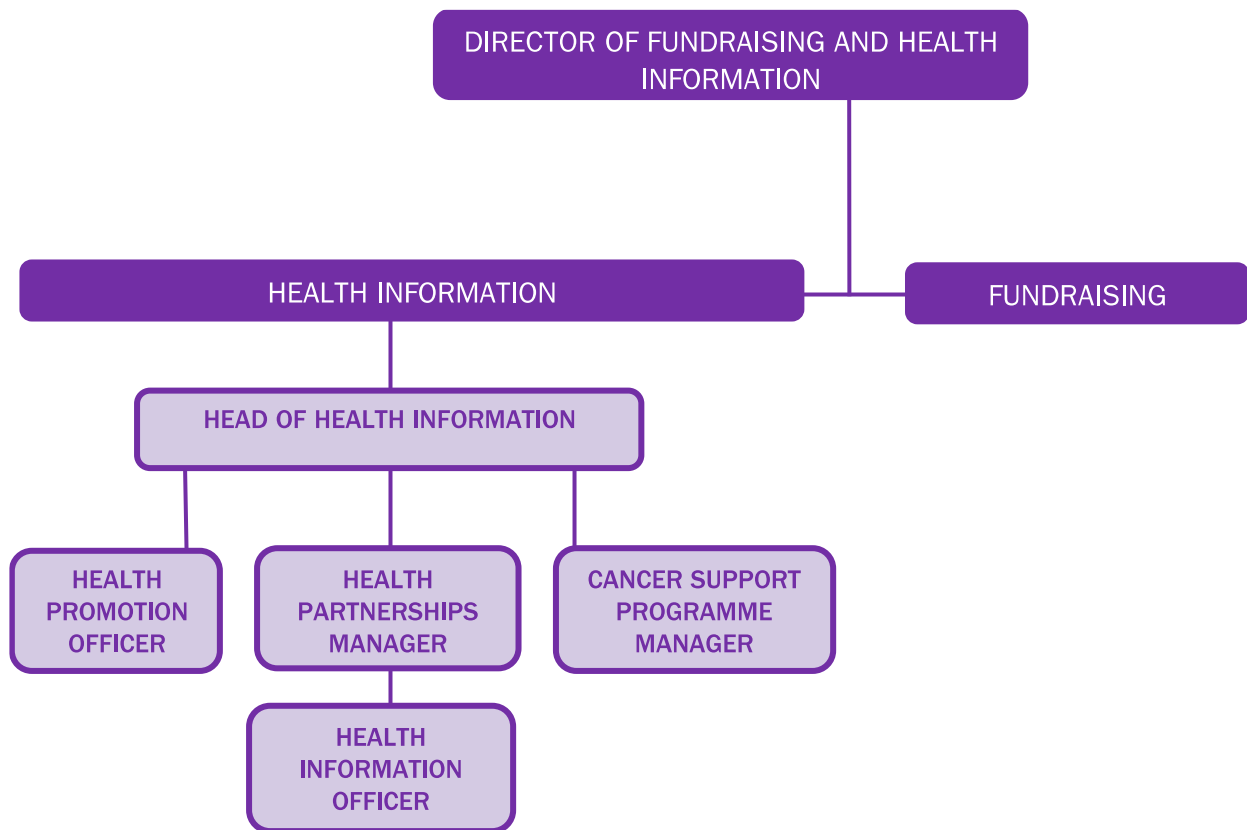 DIRECTOR OF FUNDRAISING AND HEALTH
INFORMATION
HEALTH INFORMATION
FUNDRAISING
HEAD OF HEALTH INFORMATION
HEALTH
PROMOTION
OFFICER
HEALTH
PARTNERSHIPS
MANAGER
CANCER SUPPORT
PROGRAMME
MANAGER
HEALTH
INFORMATION
OFFICER